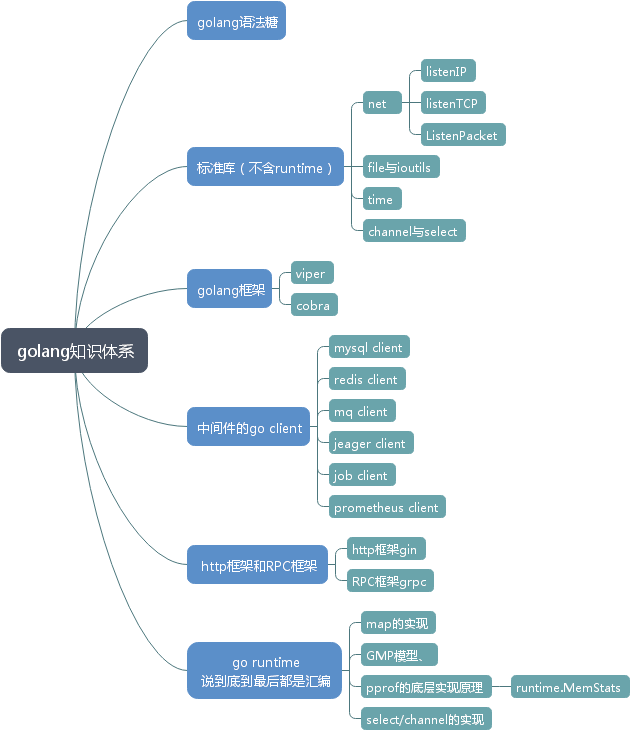 golang知识体系
golang语法糖
标准库（不含runtime）
net
listenIP
listenTCP
ListenPacket
file与ioutils
time
channel与select
golang框架
viper
cobra
中间件的go client
mysql client
redis client
mq client
jeager client
job client
prometheus client
http框架和RPC框架
http框架gin
RPC框架grpc
go runtime
说到底到最后都是汇编
map的实现
GMP模型、
pprof的底层实现原理
runtime.MemStats
select/channel的实现